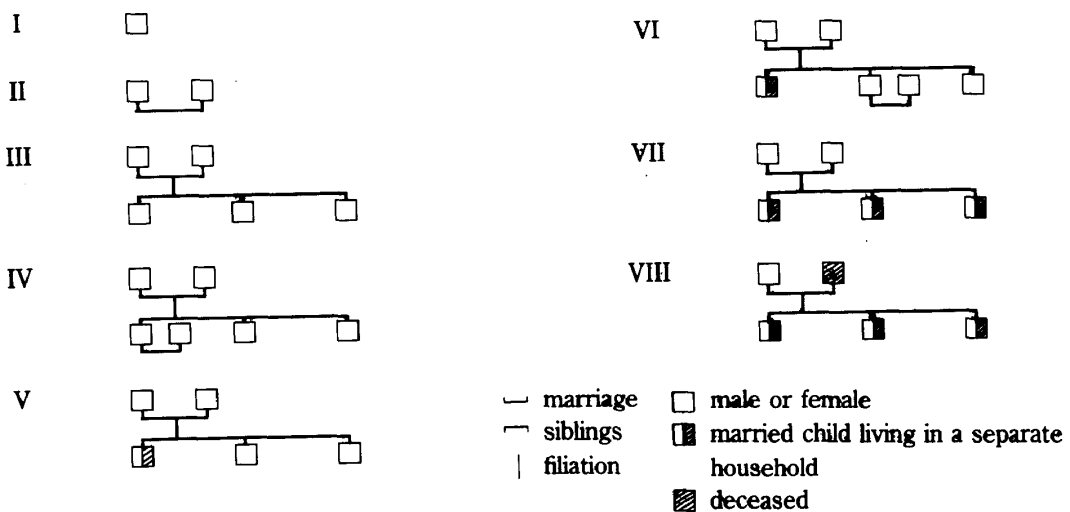 I
II
III
IV
V
VI
VII
VIII
marriage
siblings
filiation
male or female
married child living in a separate
household
deceased